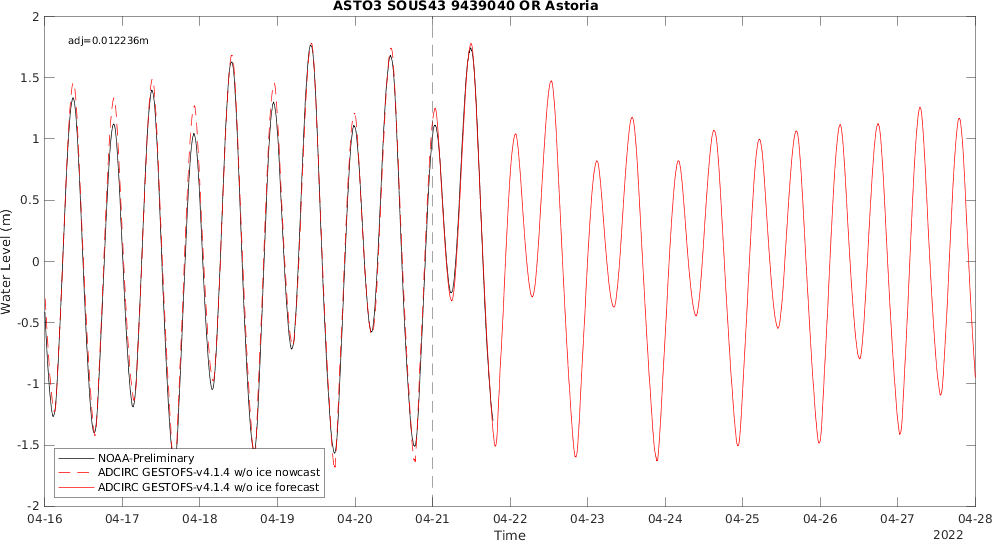 ASTO3 SOUS43 9439040 OR Astoria
adj=0.012236m
2
1.5
1
0.5
0
-0.5
-1
-1.5
-2
Water Level (m)
NOAA-Preliminary
ADCIRC GESTOFS-v4.1.4 w/o ice nowcast
ADCIRC GESTOFS-v4.1.4 w/o ice forecast
04-16 04-17 04-18 04-19 04-20 04-21 04-22 04-23 04-24 04-25 04-26 04-27 04-28
Time
2022